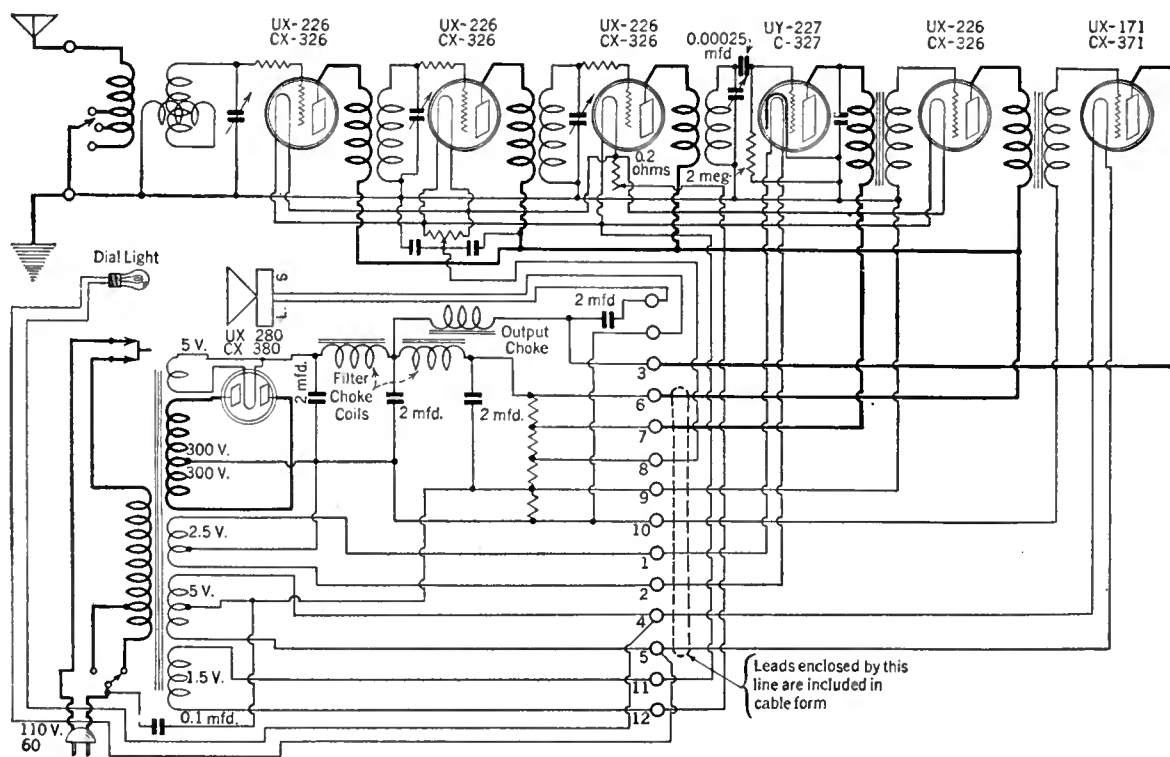 UX-226
CX-326
UX-226
CX-326
UX-226
CX-326
0.00025
mfd
UY-227
C-327
UX-226
CX-326
UX-171
CX-371
0.2
ohms
2 meg.
Dial Light
L.S.
2 mfd
Output
Choke
UX 280
CX 380
5 V.
2 mfd.
Filter
Choke
Coils
2 mfd.
2 mfd.
3
6
7
8
9
10
300 V.
300 V.
2.5 V.
1
2
5 V.
4
5
1.5 V.
11
12
0.1 mfd.
110 V.
60
Leads enclosed by this
line are included in
cable form